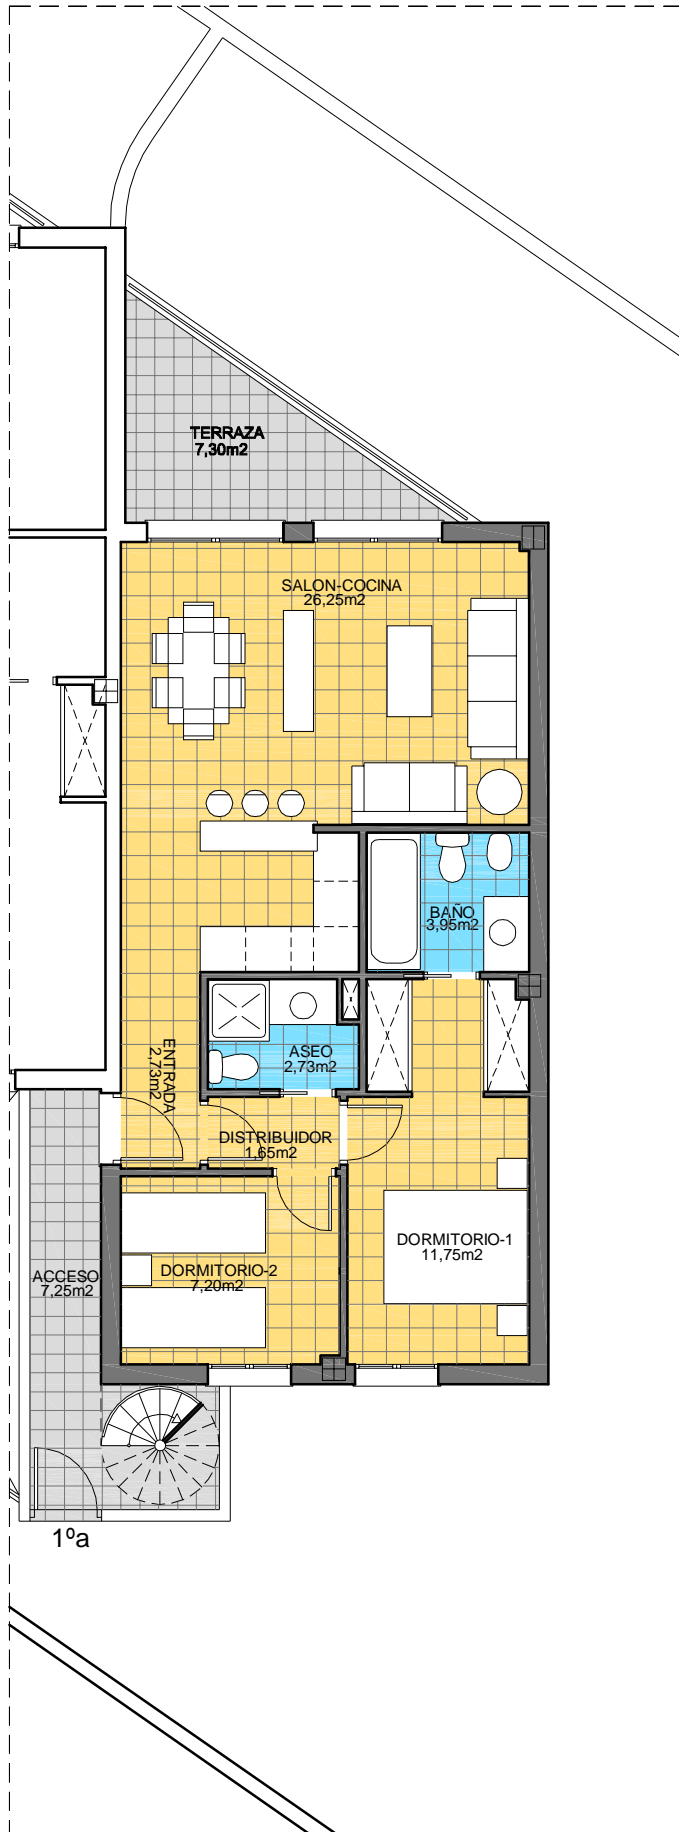 TERRAZA
7,30m2
SALON-COCINA
26,25m2
BAÑO
3,95m2
ENTRADA
2,73m2
ASEO
2,73m2
DISTRIBUIDOR
1,65m2
DORMITORIO-1
11,75m2
DORMITORIO-2
7,20m2
ACCESO
7,25m2
1ºa